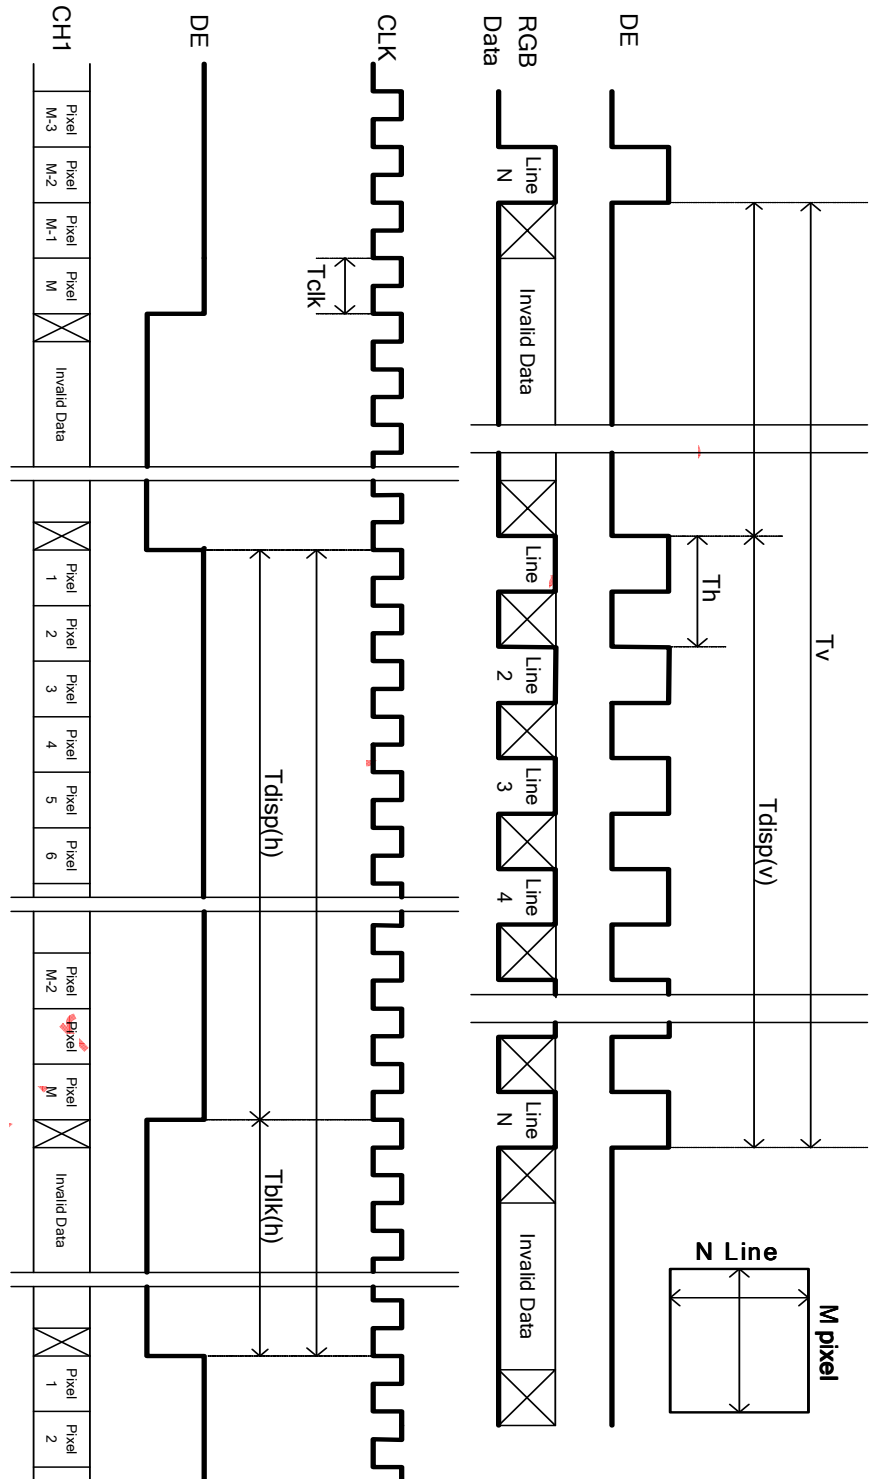 Tv
Tdisp(v)
Th
DE
RGB
Data
Line
N
Invalid Data
Line
Line
2
Line
3
Line
4
Line
N
Invalid Data
N Line
M pixel
CLK
Tclk
Tdisp(h)
Tblk(h)
DE
CH1
Pixel
M-3
Pixel
M-2
Pixel
M-1
Pixel
M
Invalid Data
Pixel
1
Pixel
2
Pixel
3
Pixel
4
Pixel
5
Pixel
6
Pixel
M-2
Pixel
Pixel
M
Invalid Data
Pixel
1
Pixel
2